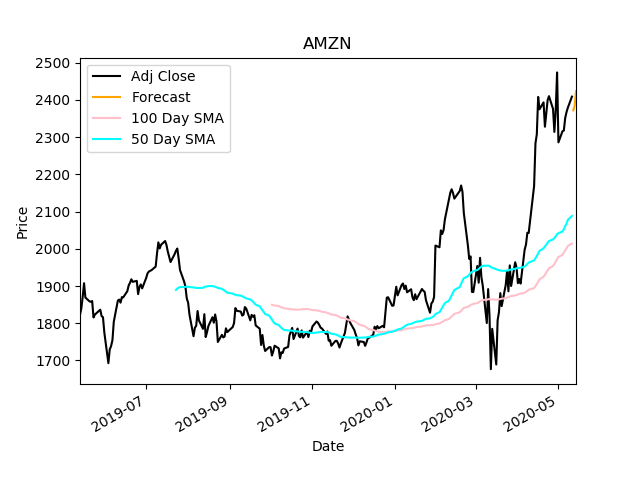 AMZN
Adj Close
Forecast
100 Day SMA
50 Day SMA
2500
2400
2300
2200
2100
2000
1900
1800
1700
Price
2019-07
2019-09
2019-11
2020-01
2020-03
2020-05
Date